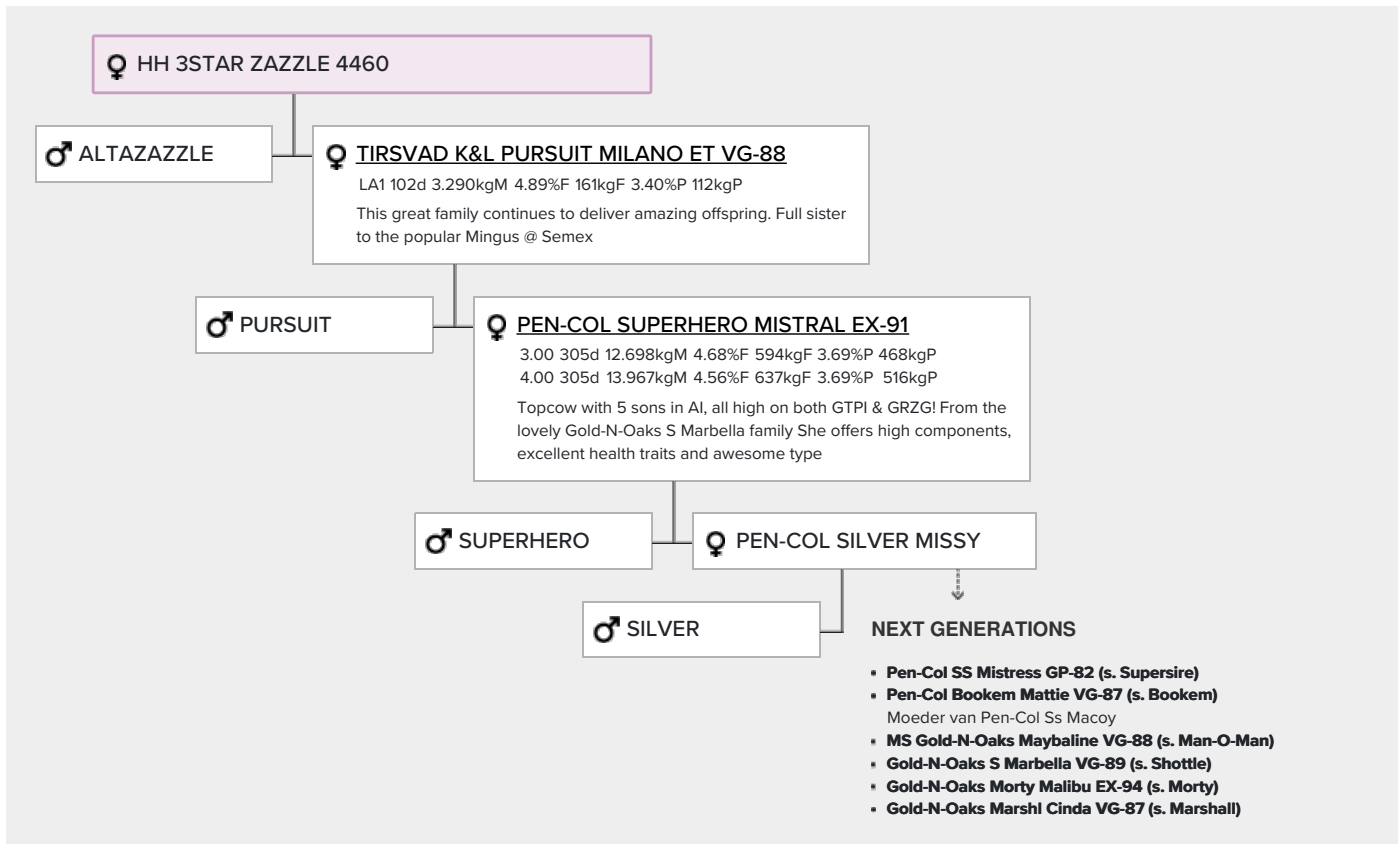 ♀ HH 3STAR ZAZZLE 4460
♂ ALTAZAZZLE
♀ TIRSVAD K&L PURSUIT MILANO ET VG-88
LA1 102d 3.290kgM 4.89%F 161kgF 3.40%P 112kgP
This great family continues to deliver amazing offspring. Full sister
to the popular Mingus @ Semex
♂ PURSUIT
♀ PEN-COL SUPERHERO MISTRAL EX-91
3.00 305d 12.698kgM 4.68%F 594kgF 3.69%P 468kgP
4.00 305d 13.967kgM 4.56%F 637kgF 3.69%P 516kgP
Topcow with 5 sons in AI, all high on both GTPI & GRZG! From the
lovely Gold-N-Oaks S Marbella family She offers high components,
excellent health traits and awesome type
♂ SUPERHERO
♀ PEN-COL SILVER MISSY
♂ SILVER
NEXT GENERATIONS
• Pen-Col SS Mistress GP-82 (s. Supersire)
• Pen-Col Bookem Mattie VG-87 (s. Bookem)
Moeder van Pen-Col Ss Macoy
• MS Gold-N-Oaks Maybaline VG-88 (s. Man-O-Man)
• Gold-N-Oaks S Marbella VG-89 (s. Shottle)
• Gold-N-Oaks Morty Malibu EX-94 (s. Morty)
• Gold-N-Oaks Marshl Cinda VG-87 (s. Marshall)